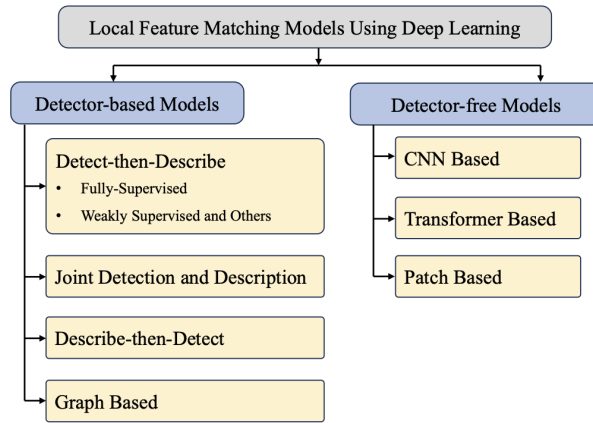 Local Feature Matching Models Using Deep Learning
Detector-based Models
Detect-then-Describe
• Fully-Supervised
• Weakly Supervised and Others
Joint Detection and Description
Describe-then-Detect
Graph Based
Detector-free Models
CNN Based
Transformer Based
Patch Based